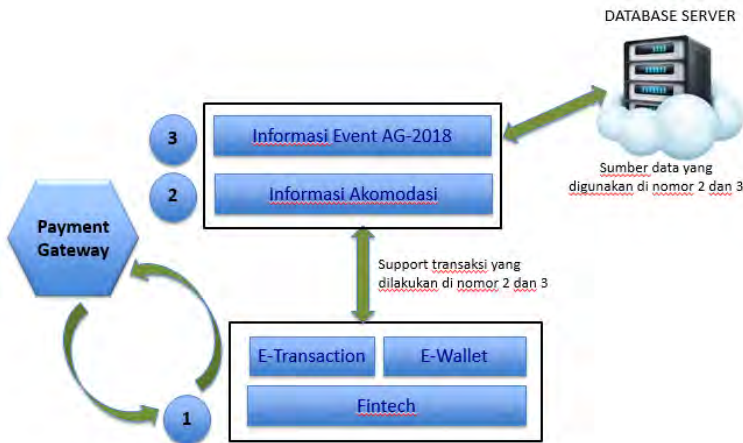 DATABASE SERVER
3
Informasi Event AG-2018
2
Informasi Akomodasi
Sumber data yang
digunakan di nomor 2 dan 3
Payment
Gateway
Support transaksi yang
dilakukan di nomor 2 dan 3
E-Transaction
E-Wallet
Fintech
1